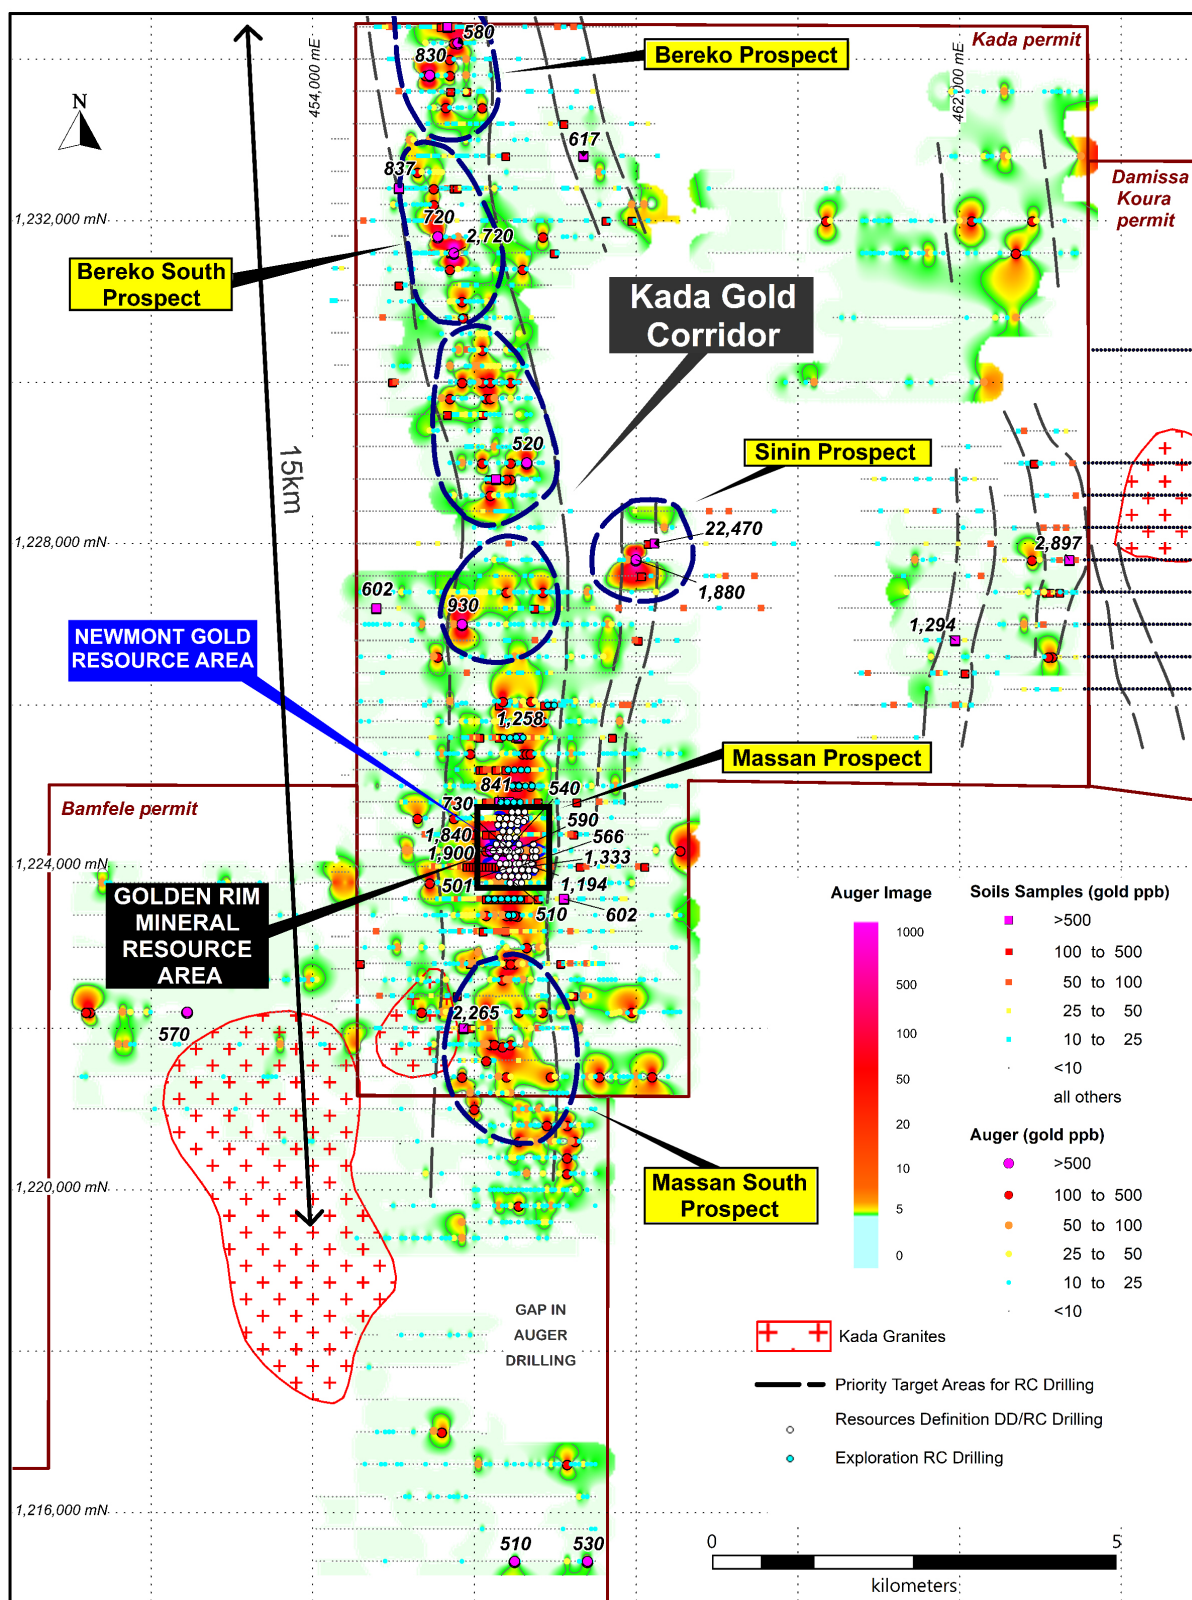 580
Kada permit
830
Bereko Prospect
454,000 mE
462,000 mE
N
617
837
Damissa
Koura
permit
1,232,000 mN
720
2,720
Bereko South
Prospect
Kada Gold
Corridor
15km
520
Sinin Prospect
22,470
1,228,000 mN
2,897
1,880
602
930
1,294
NEWMONT GOLD
RESOURCE AREA
1,258
Massan Prospect
841
540
Bamfele permit
730
590
1,840
566
1,900
1,333
1,224,000 mN
501
1,194
GOLDEN RIM
MINERAL
RESOURCE
AREA
510
602
2,265
570
Massan South
Prospect
1,220,000 mN
GAP IN
AUGER
DRILLING
1,216,000 mN
510
530
Auger Image
1000
500
100
50
20
10
5
0
Soils Samples (gold ppb)
>500
100 to 500
50 to 100
25 to 50
10 to 25
<10
all others
Auger (gold ppb)
>500
100 to 500
50 to 100
25 to 50
10 to 25
<10
Kada Granites
Priority Target Areas for RC Drilling
Resources Definition DD/RC Drilling
Exploration RC Drilling
0
5
kilometers